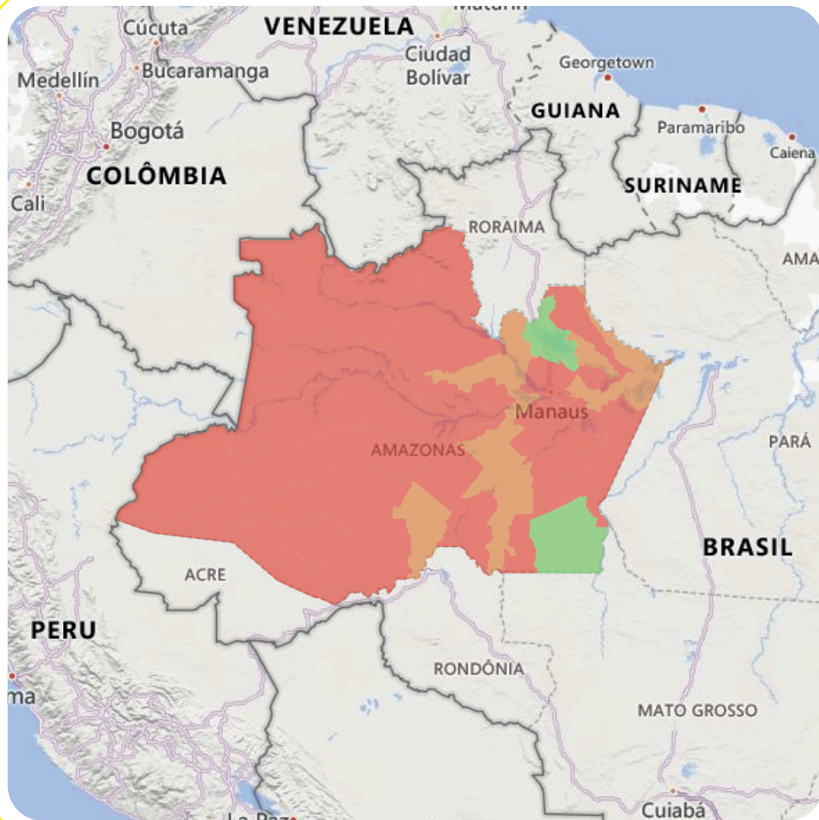 Maturín
Cúcuta
VENEZUELA
Ciudad
Bolívar
Georgetown
Medellín
Bucaramanga
GUIANA
Bogotá
Paramaribo
Caiena
COLÔMBIA
SURINAME
Cali
RORAIMA
AMA
Manaus
AMAZONAS
PARÁ
BRASIL
ACRE
PERU
RONDÔNIA
ma
MATO GROSSO
La Paz
Cuiabá